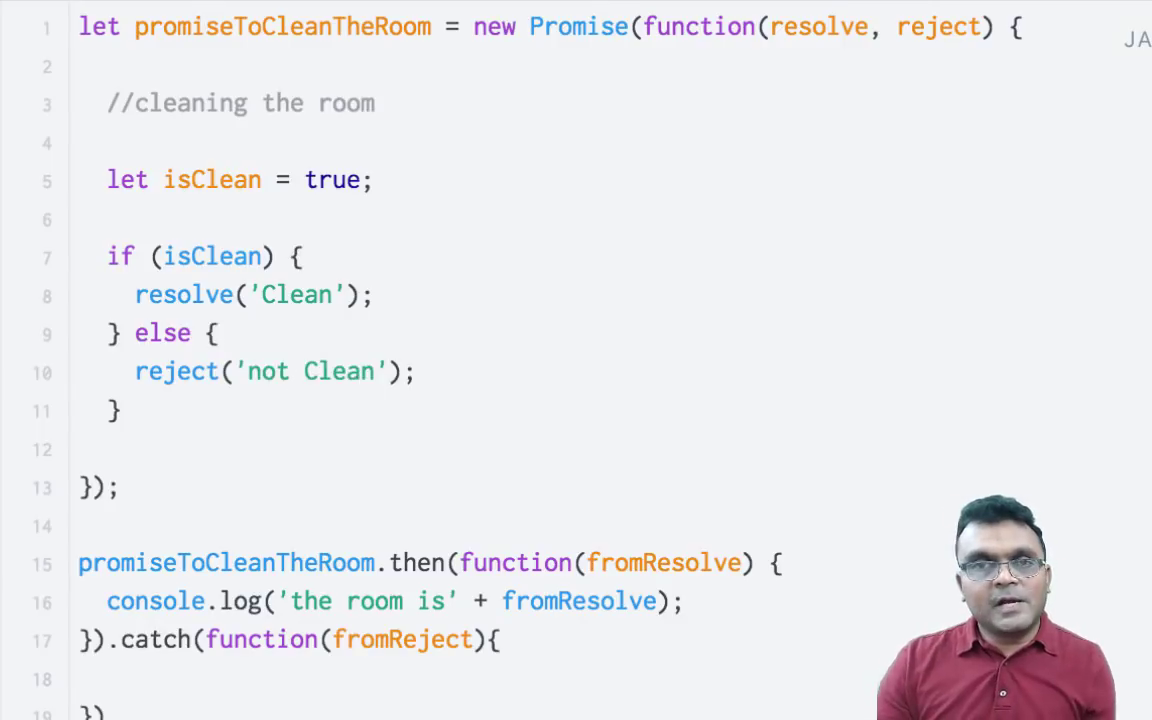 1 let promiseToCleanTheRoom = new Promise(function(resolve, reject) {
JA
2
3 //cleaning the room
4
5 let isClean = true;
6
7 if (isClean) {
8 resolve('Clean');
9 } else {
10 reject('not Clean');
11 }
12
13 });
14
15 promiseToCleanTheRoom.then(function(fromResolve) {
16 console.log('the room is' + fromResolve);
17 }).catch(function(fromReject){
18
19 })